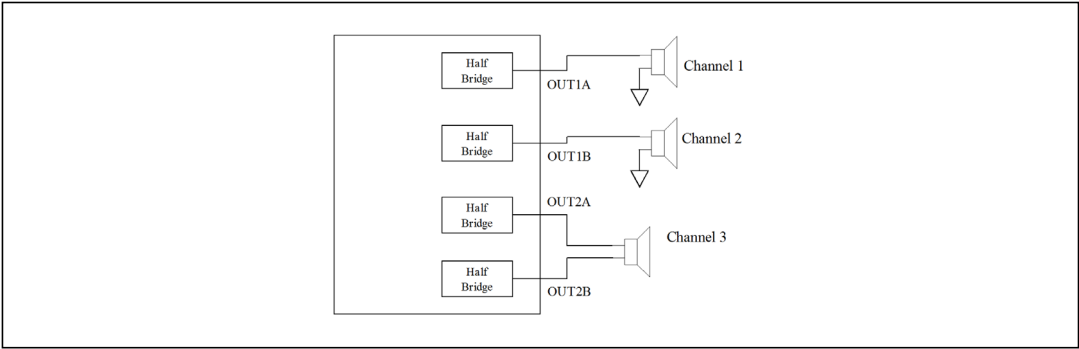 Half
Bridge
OUT1A
Channel 1
Half
Bridge
OUT1B
Channel 2
Half
Bridge
OUT2A
Channel 3
Half
Bridge
OUT2B